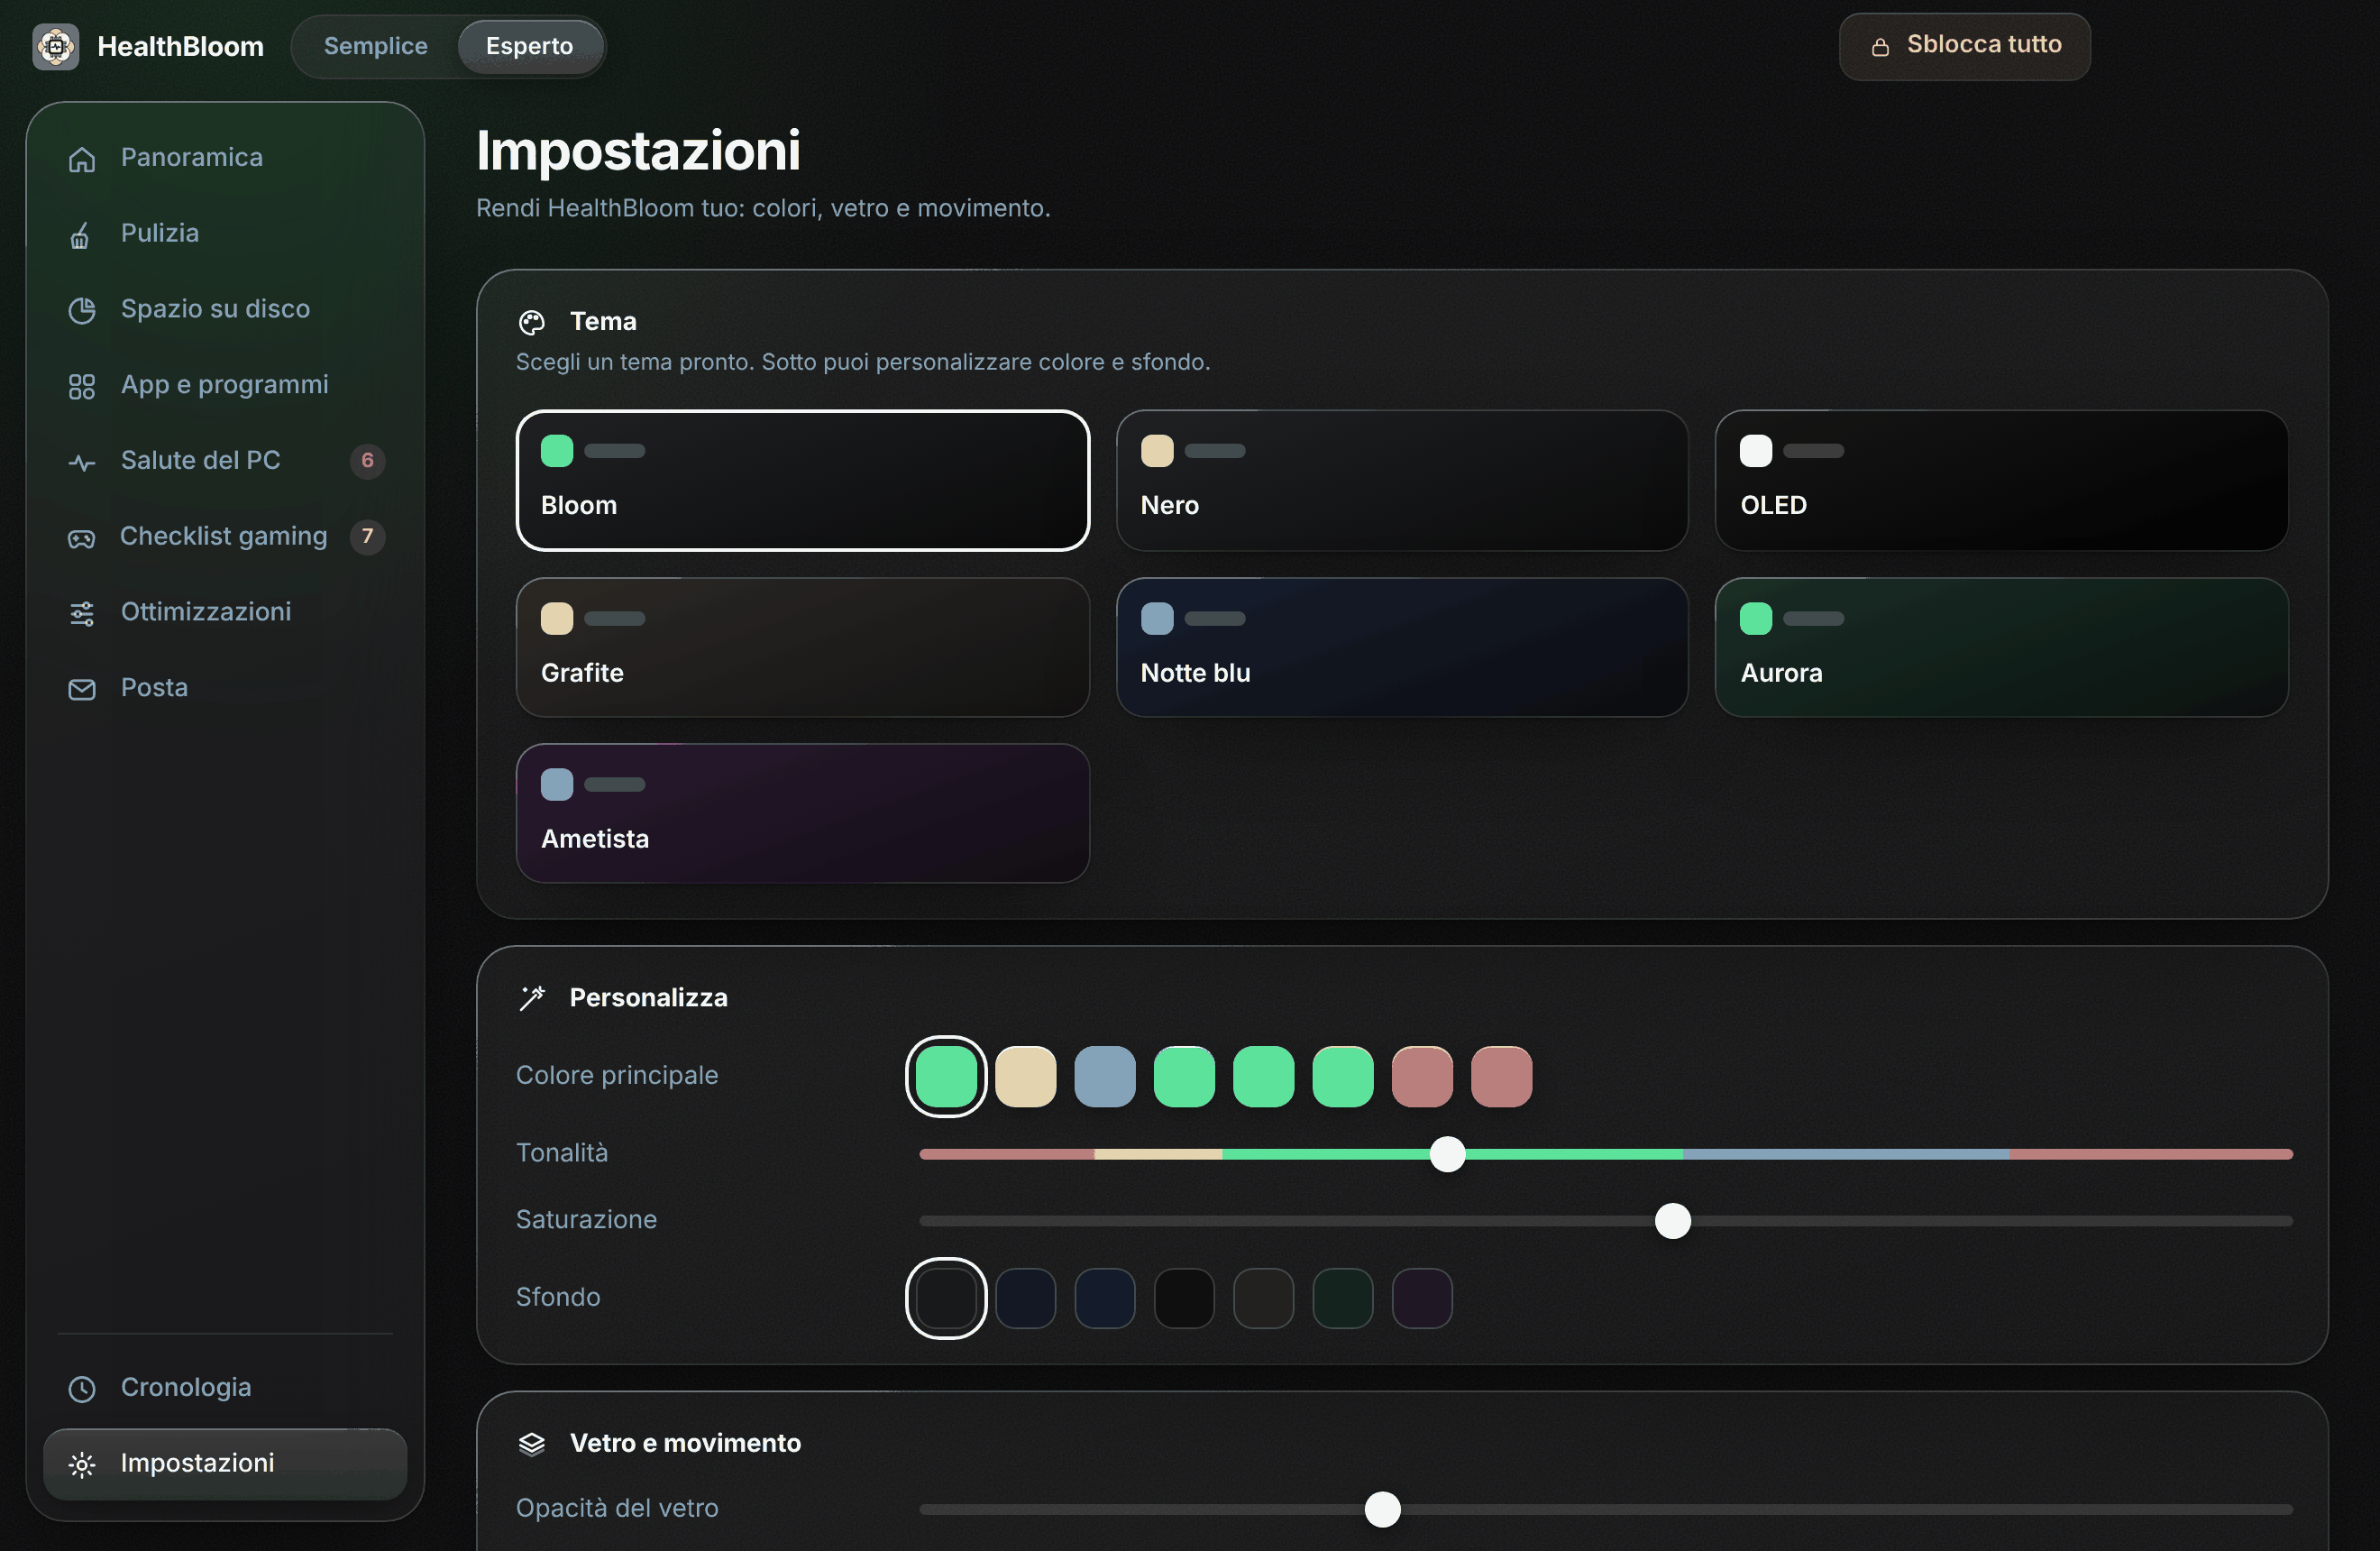 HealthBloom
Semplice
Esperto
Sblocca tutto
Panoramica
Pulizia
Spazio su disco
App e programmi
Salute del PC 6
Checklist gaming 7
Ottimizzazioni
Posta
Cronologia
Impostazioni
Impostazioni
Rendi HealthBloom tuo: colori, vetro e movimento.
Tema
Scegli un tema pronto. Sotto puoi personalizzare colore e sfondo.
Bloom
Nero
OLED
Grafite
Notte blu
Aurora
Ametista
Personalizza
Colore principale
Tonalità
Saturazione
Sfondo
Vetro e movimento
Opacità del vetro